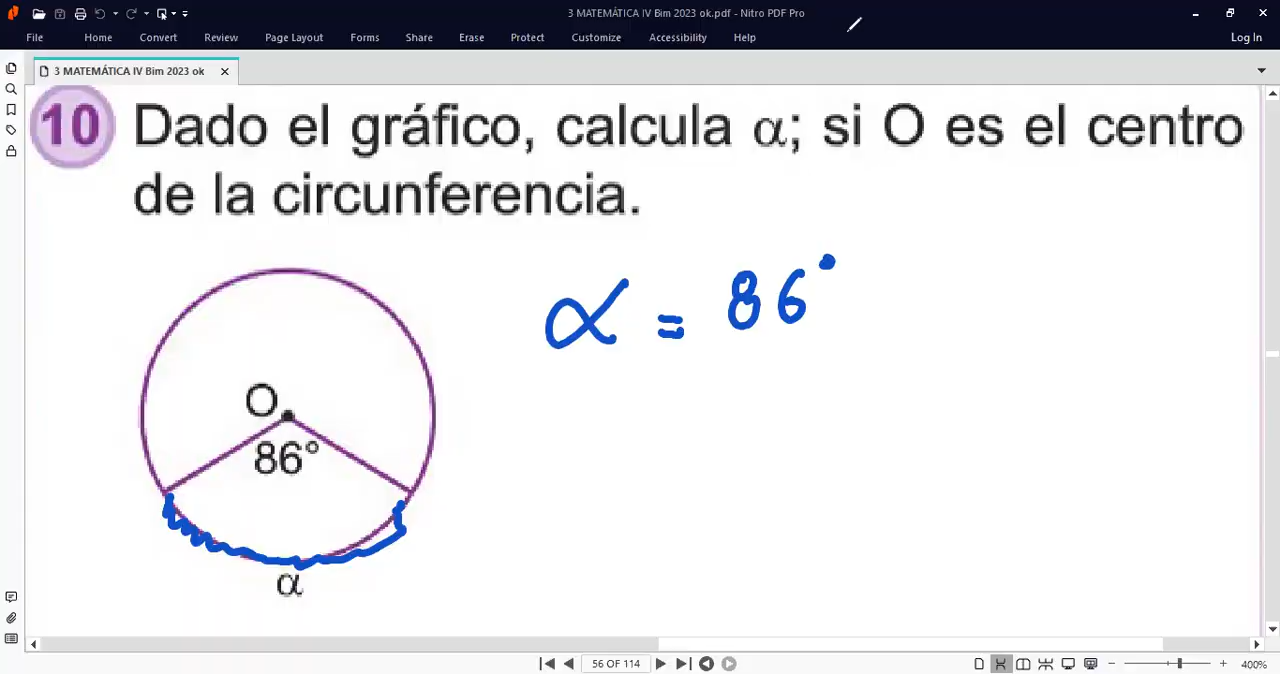 3 MATEMÁTICA IV Bim 2023 ok.pdf - Nitro PDF Pro
File Home Convert Review Page Layout Forms Share Erase Protect Customize Accessibility Help Log In
3 MATEMÁTICA IV Bim 2023 ok
10 Dado el gráfico, calcula α; si O es el centro
de la circunferencia.
α = 86°
O
86°
α
56 OF 114
400%